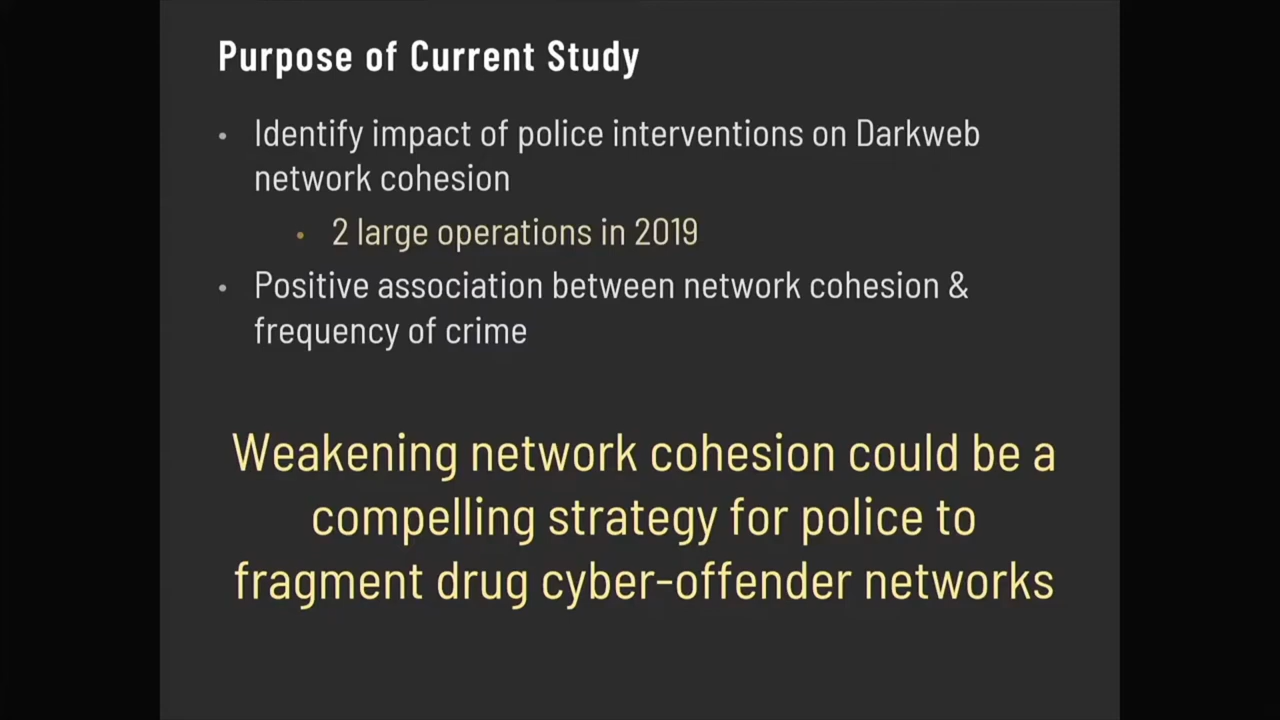 Purpose of Current Study
• Identify impact of police interventions on Darkweb
network cohesion
• 2 large operations in 2019
• Positive association between network cohesion &
frequency of crime
Weakening network cohesion could be a
compelling strategy for police to
fragment drug cyber-offender networks